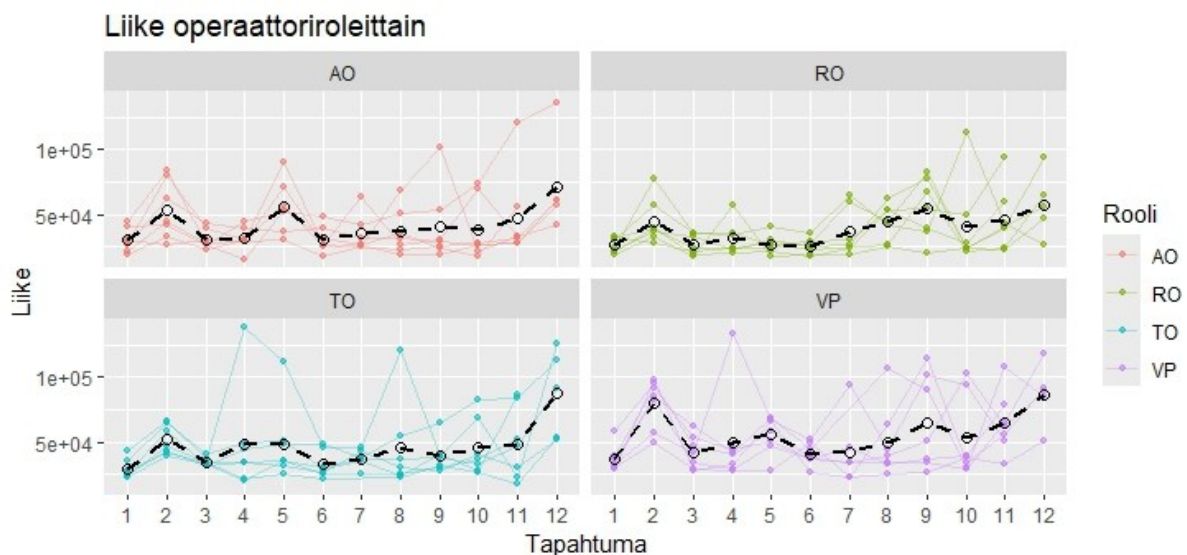 Liike operaattoriroleittain
AO
RO
1e+05
5e+04
Rooli
AO
RO
TO
VP
Liike
TO
VP
1e+05
5e+04
1 2 3 4 5 6 7 8 9 10 11 12
1 2 3 4 5 6 7 8 9 10 11 12
Tapahtuma